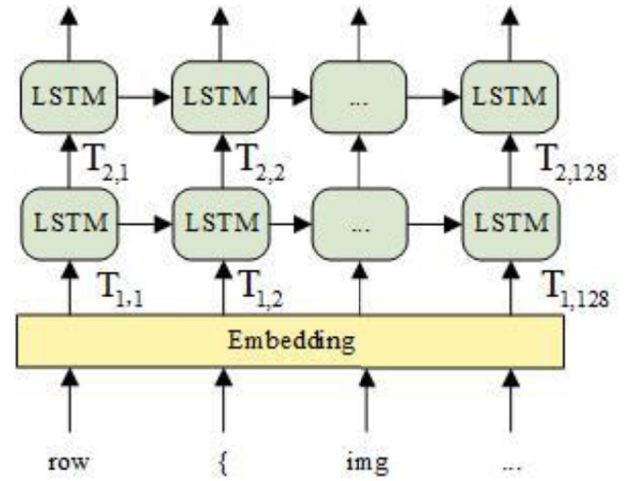 LSTM LSTM ... LSTM
T2,1 T2,2 T2,128
LSTM LSTM ... LSTM
T1,1 T1,2 T1,128
Embedding
row { img ...